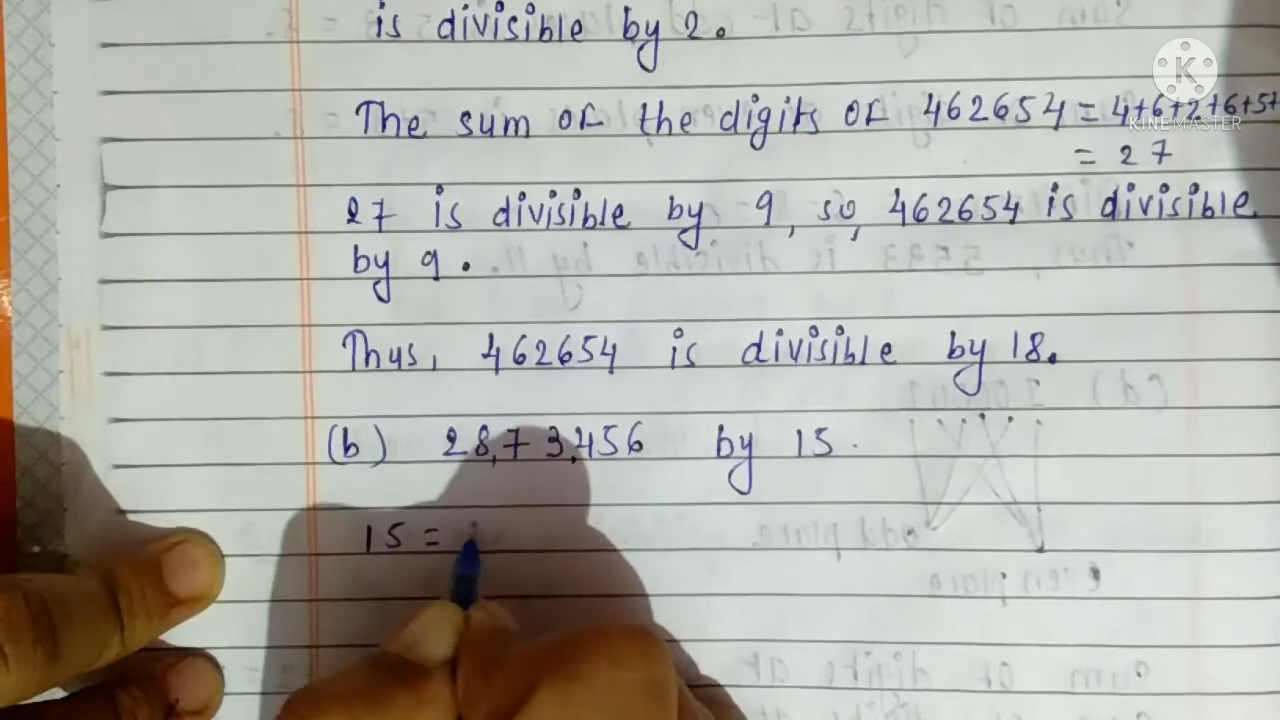 is divisible by 2.
K
KINEMASTER
The sum of the digits of 462654 = 4+6+2+6+5+
= 27
27 is divisible by 9, so, 462654 is divisible
by 9.
Thus, 462654 is divisible by 18.
(b) 28,73,456 by 15.
15 =